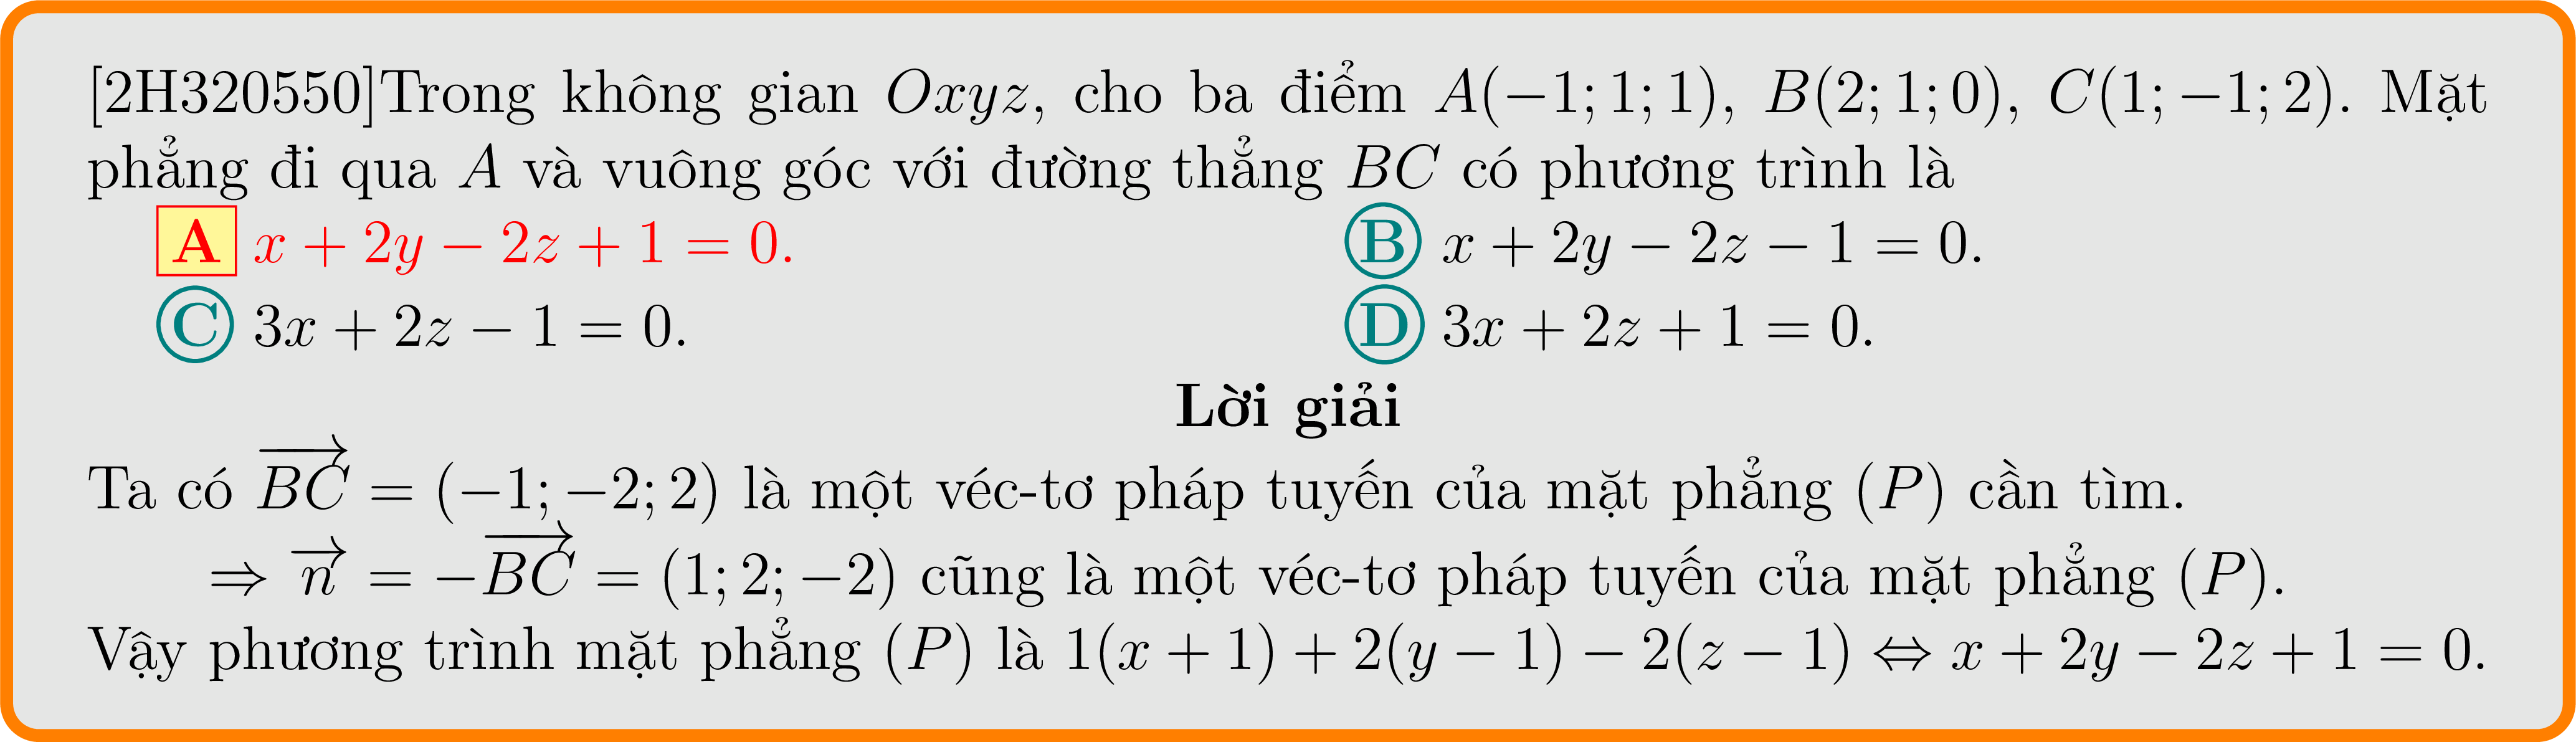 [2H320550]Trong không gian Oxyz, cho ba điểm A(−1; 1; 1), B(2; 1; 0), C(1; −1; 2). Mặt
phẳng đi qua A và vuông góc với đường thẳng BC có phương trình là
A x + 2y − 2z + 1 = 0. B x + 2y − 2z − 1 = 0.
C 3x + 2z − 1 = 0. D 3x + 2z + 1 = 0.
Lời giải
Ta có $\overrightarrow{BC}$ = (−1; −2; 2) là một véc-tơ pháp tuyến của mặt phẳng (P) cần tìm.
⇒ $\overrightarrow{n}$ = −$\overrightarrow{BC}$ = (1; 2; −2) cũng là một véc-tơ pháp tuyến của mặt phẳng (P).
Vậy phương trình mặt phẳng (P) là 1(x + 1) + 2(y − 1) − 2(z − 1) ⇔ x + 2y − 2z + 1 = 0.